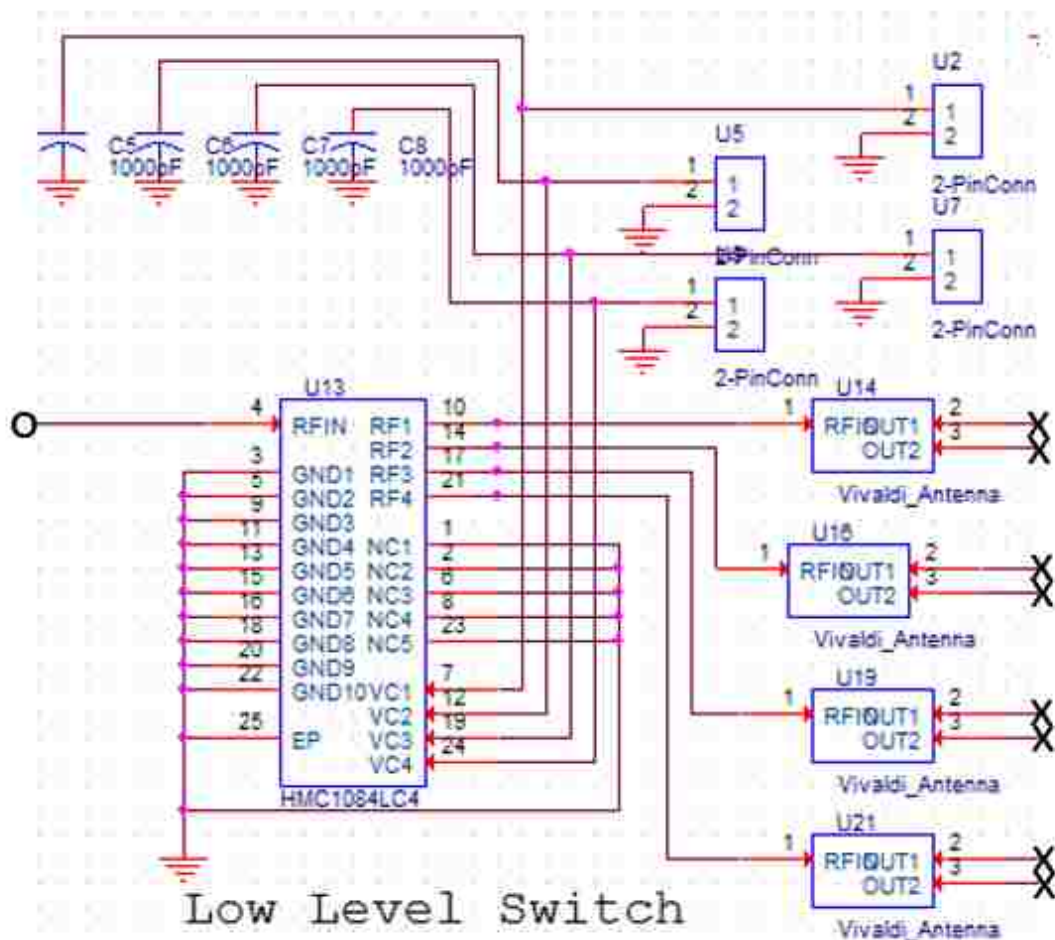 U2
1 1
2 2
2-PinConn
C5
1000pF
C6
1000pF
C7
1000pF
C8
1000pF
U5
1 1
2 2
2-PinConn
U7
1 1
2 2
2-PinConn
1 1
2 2
2-PinConn
U13
4 RFIN RF1 10
RF2 14
3 GND1 RF3 17
5 GND2 RF4 21
9 GND3
11 GND4 NC1 1
13 GND5 NC2 2
15 GND6 NC3 6
16 GND7 NC4 8
18 GND8 NC5 23
20 GND9
22 GND10 VC1 7
VC2 12
25 EP VC3 19
VC4 24
HMC1084LC4
U14
1 RFIN OUT1 2
OUT2 3
Vivaldi_Antenna
U16
1 RFIN OUT1 2
OUT2 3
Vivaldi_Antenna
U19
1 RFIN OUT1 2
OUT2 3
Vivaldi_Antenna
U21
1 RFIN OUT1 2
OUT2 3
Vivaldi_Antenna
Low Level Switch